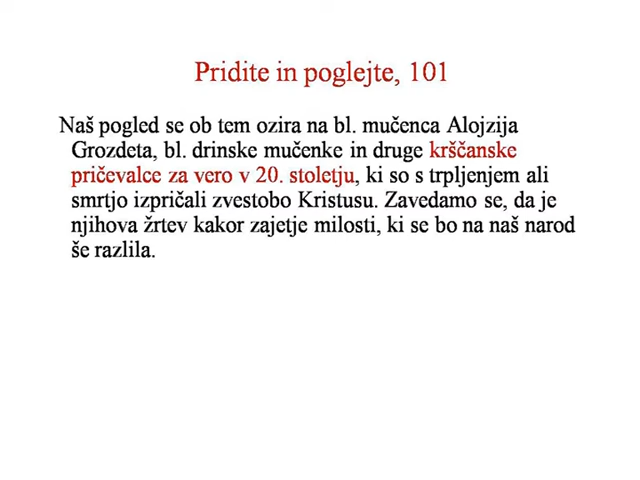 Pridite in poglejte, 101
Naš pogled se ob tem ozira na bl. mučenca Alojzija
Grozdeta, bl. drinske mučenke in druge krščanske
pričevalce za vero v 20. stoletju, ki so s trpljenjem ali
smrtjo izpričali zvestobo Kristusu. Zavedamo se, da je
njihova žrtev kakor zajetje milosti, ki se bo na naš narod
še razlila.